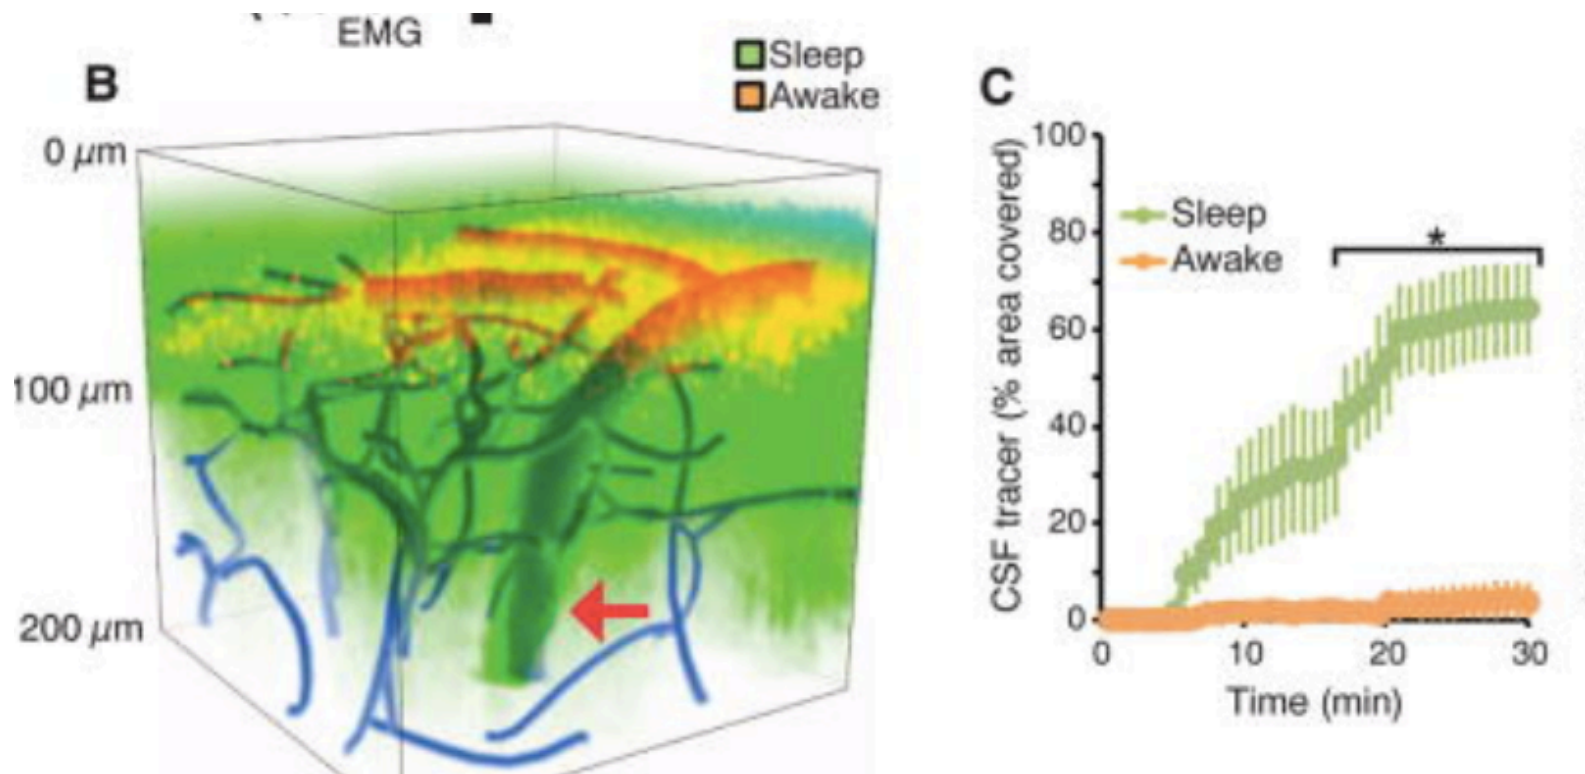 EMG
B
Sleep
Awake
0 µm
100 µm
200 µm
C
CSF tracer (% area covered)
100
80
60
40
20
0
Sleep
Awake
*
0 10 20 30
Time (min)